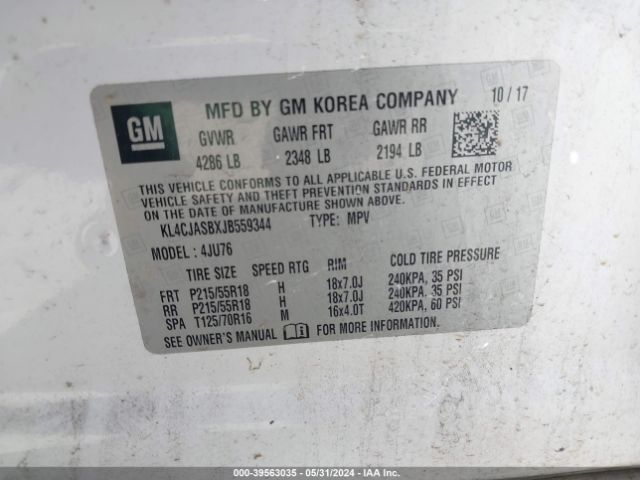 GM
MFD BY GM KOREA COMPANY 10/17
GVWR GAWR FRT GAWR RR
4286 LB 2348 LB 2194 LB
THIS VEHICLE CONFORMS TO ALL APPLICABLE U.S. FEDERAL MOTOR
VEHICLE SAFETY AND THEFT PREVENTION STANDARDS IN EFFECT
ON THE DATE OF MANUFACTURE SHOWN ABOVE.
KL4CJASBXJB559344 TYPE: MPV
MODEL: 4JU76
TIRE SIZE SPEED RTG RIM COLD TIRE PRESSURE
FRT P215/55R18 H 18x7.0J 240KPA, 35 PSI
RR P215/55R18 H 18x7.0J 240KPA, 35 PSI
SPA T125/70R16 M 16x4.0T 420KPA, 60 PSI
SEE OWNER'S MANUAL FOR MORE INFORMATION.
000-39563035 - 05/31/2024 - IAA Inc.